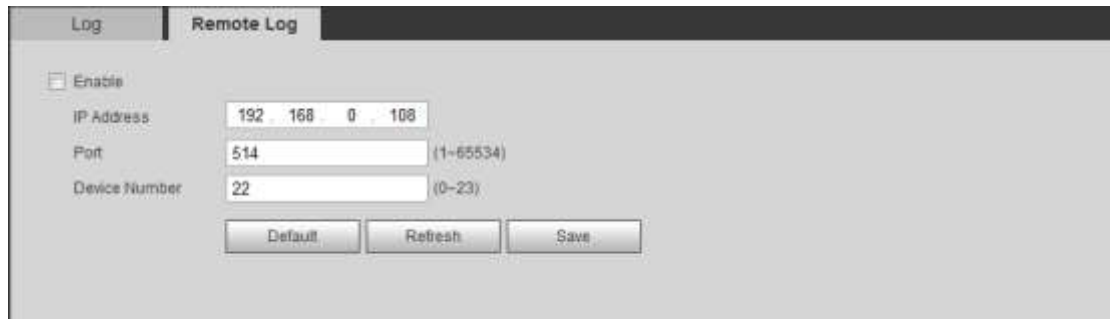 Log Remote Log
Enable
IP Address 192 . 168 . 0 . 108
Port 514 (1~65534)
Device Number 22 (0~23)
Default Refresh Save